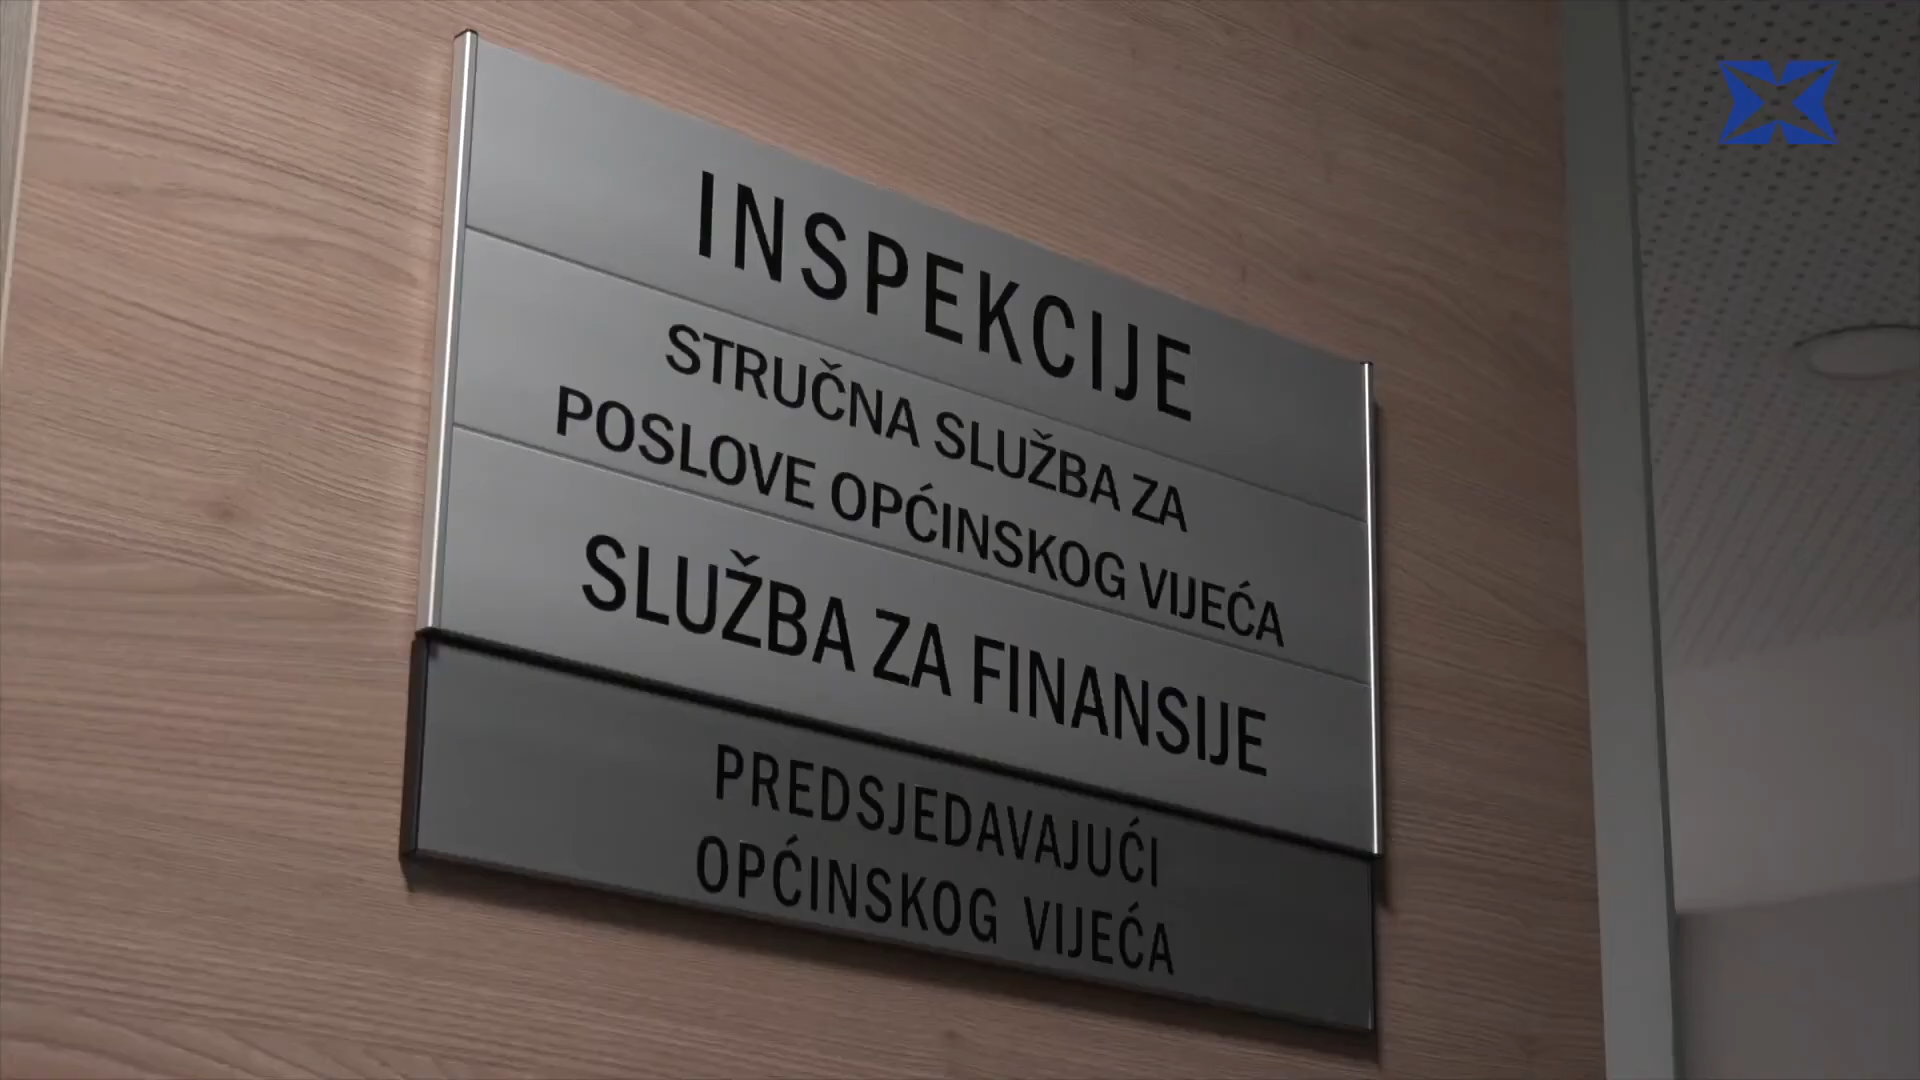 INSPEKCIJE
STRUČNA SLUŽBA ZA
POSLOVE OPĆINSKOG VIJEĆA
SLUŽBA ZA FINANSIJE
PREDSJEDAVAJUĆI
OPĆINSKOG VIJEĆA